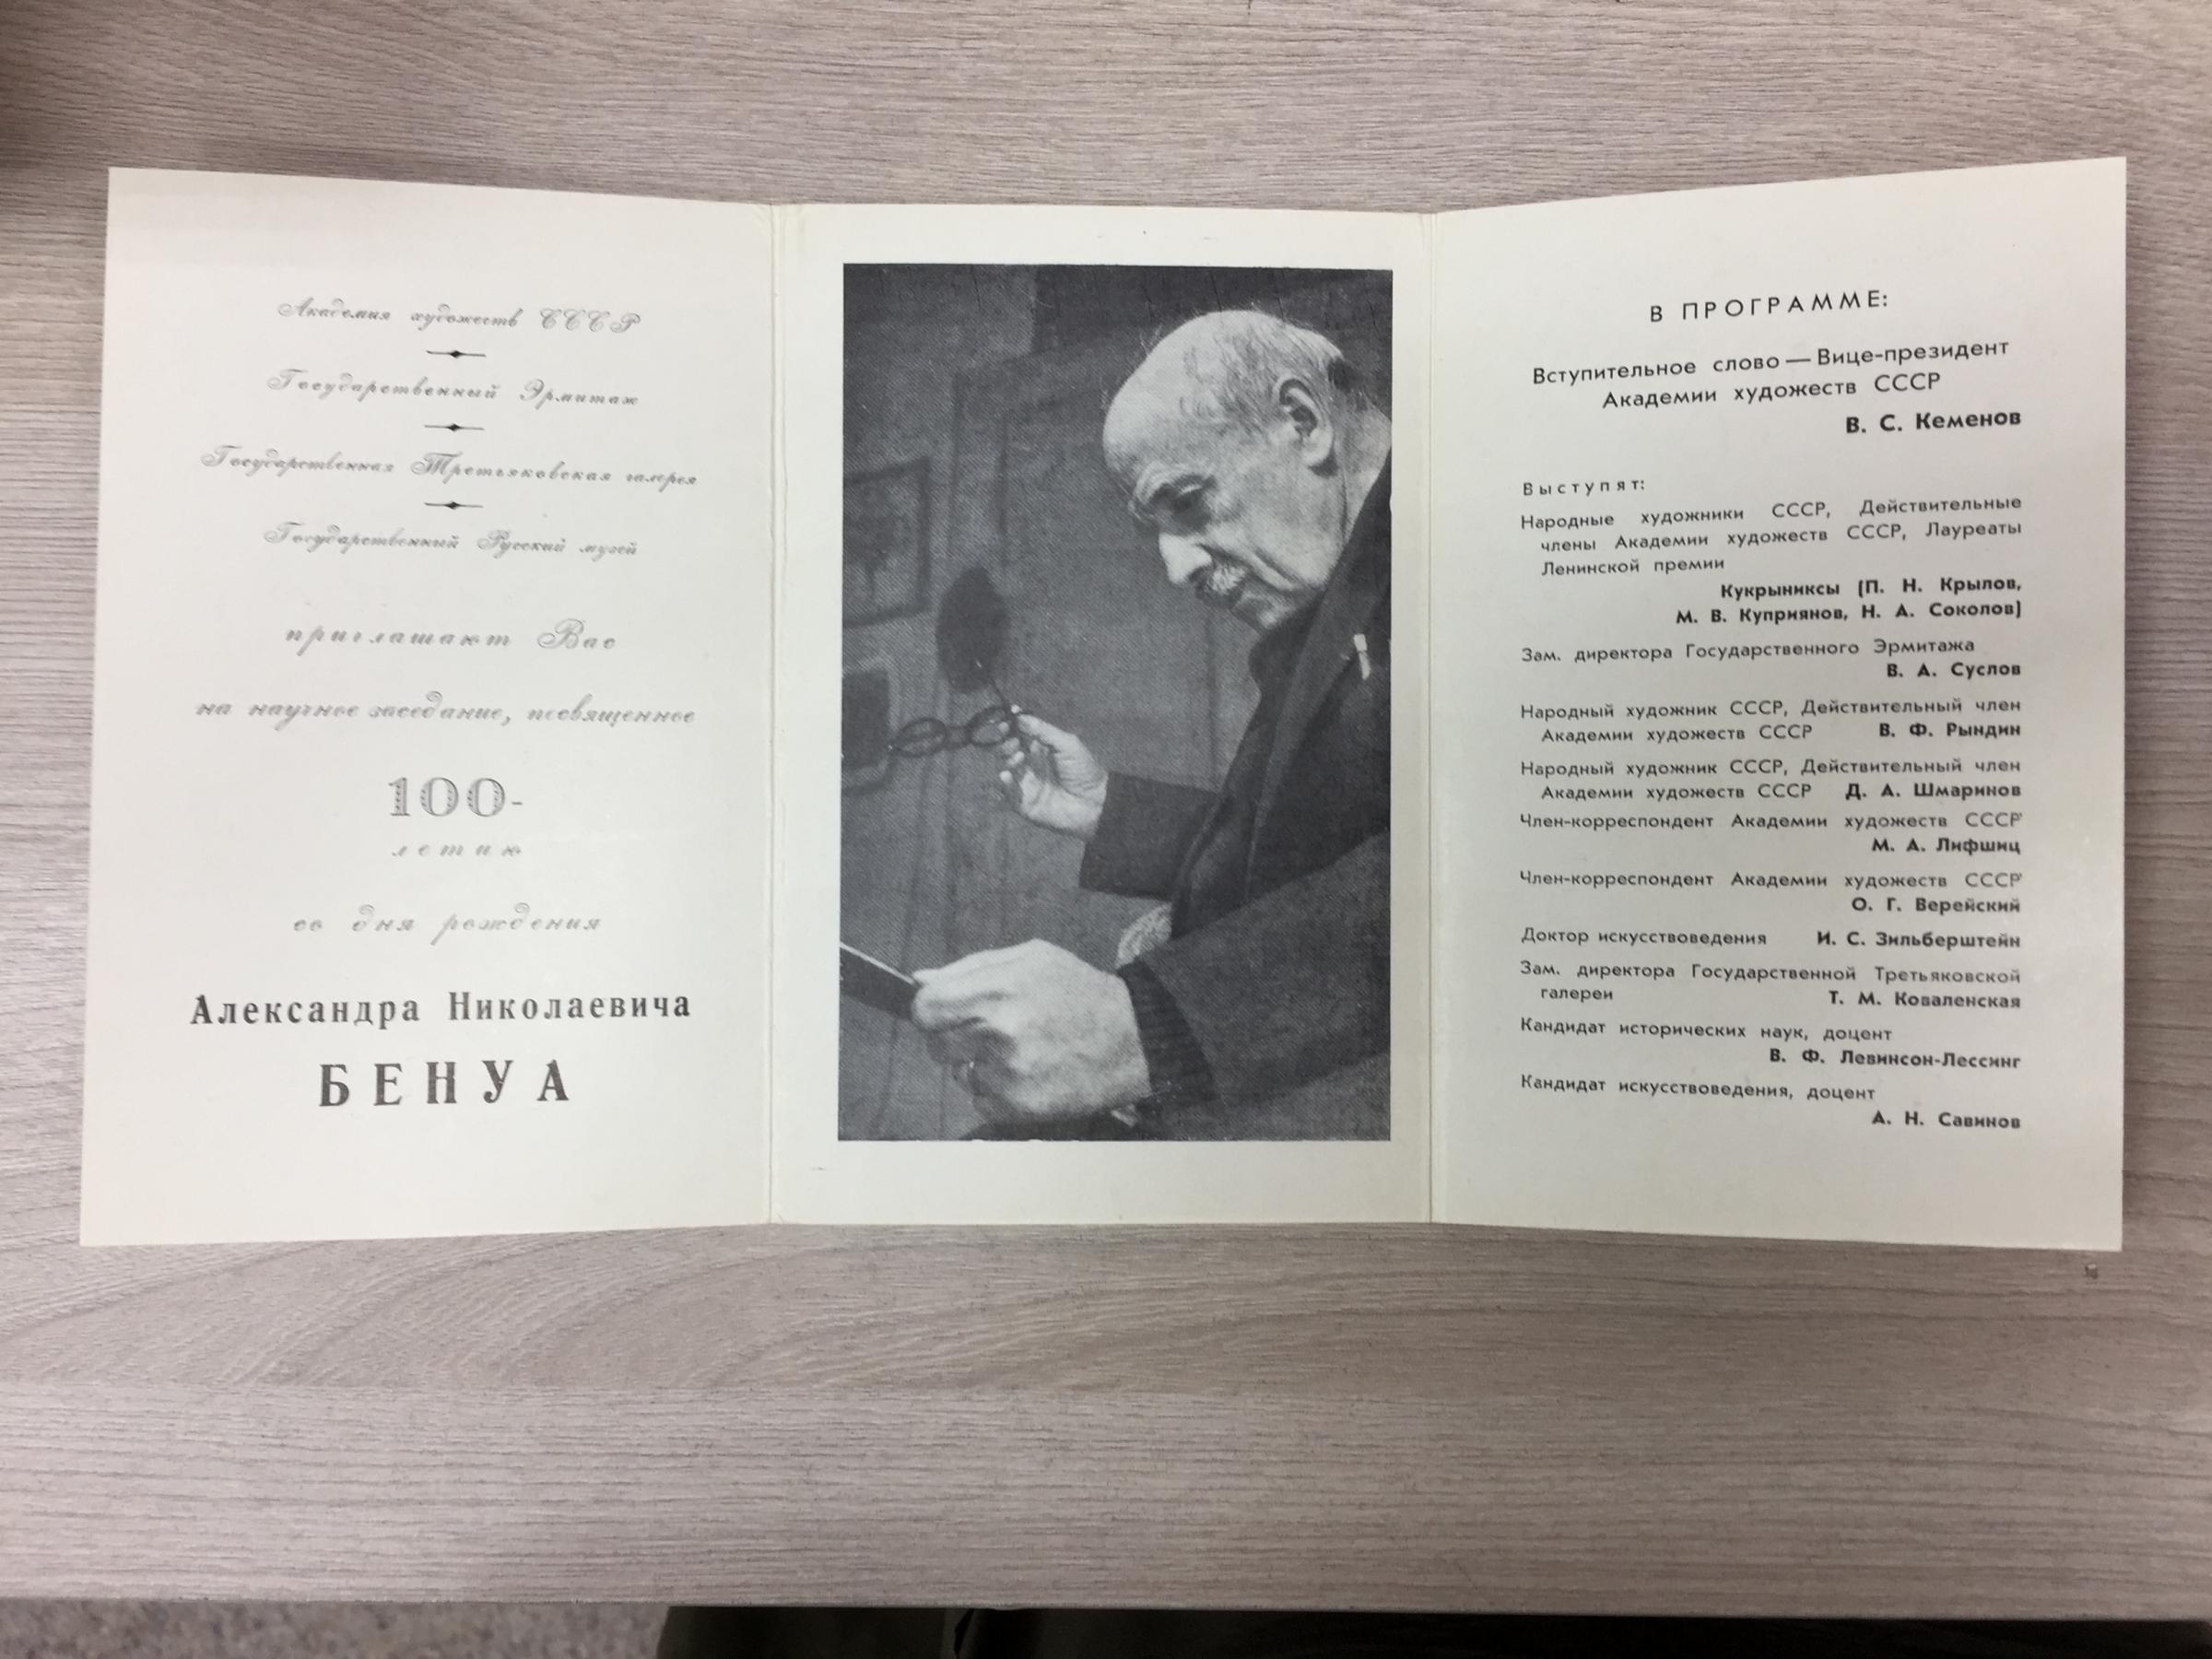 Академия художеств СССР
Государственный Эрмитаж
Государственная Третьяковская галерея
Государственный Русский музей
приглашают Вас
на научное заседание, посвященное
100-
летию
со дня рождения
Александра Николаевича
БЕНУА
В ПРОГРАММЕ:
Вступительное слово — Вице-президент
Академии художеств СССР
В. С. Кеменов
Выступят:
Народные художники СССР, Действительные
члены Академии художеств СССР, Лауреаты
Ленинской премии
Кукрыниксы (П. Н. Крылов,
М. В. Куприянов, Н. А. Соколов)
Зам. директора Государственного Эрмитажа
В. А. Суслов
Народный художник СССР, Действительный член
Академии художеств СССР В. Ф. Рындин
Народный художник СССР, Действительный член
Академии художеств СССР Д. А. Шмаринов
Член-корреспондент Академии художеств СССР
М. А. Лифшиц
Член-корреспондент Академии художеств СССР
О. Г. Верейский
Доктор искусствоведения И. С. Зильберштейн
Зам. директора Государственной Третьяковской
галереи Т. М. Коваленская
Кандидат исторических наук, доцент
В. Ф. Левинсон-Лессинг
Кандидат искусствоведения, доцент
А. Н. Савинов